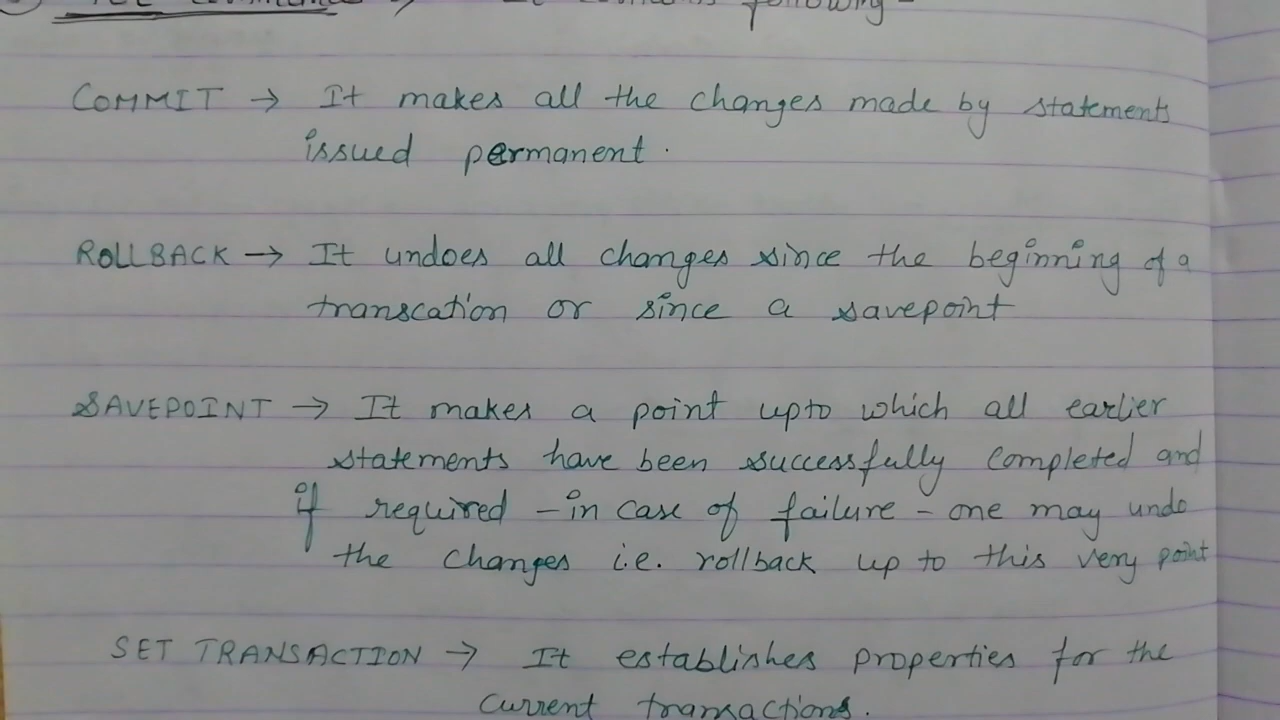 following-
COMMIT → It makes all the changes made by statements
issued permanent.
ROLLBACK → It undoes all changes since the beginning of a
transcation or since a savepoint
SAVEPOINT → It makes a point upto which all earlier
statements have been successfully completed and
if required - in case of failure - one may undo
the changes i.e. rollback up to this very point
SET TRANSACTION → It establishes properties for the
current transactions.